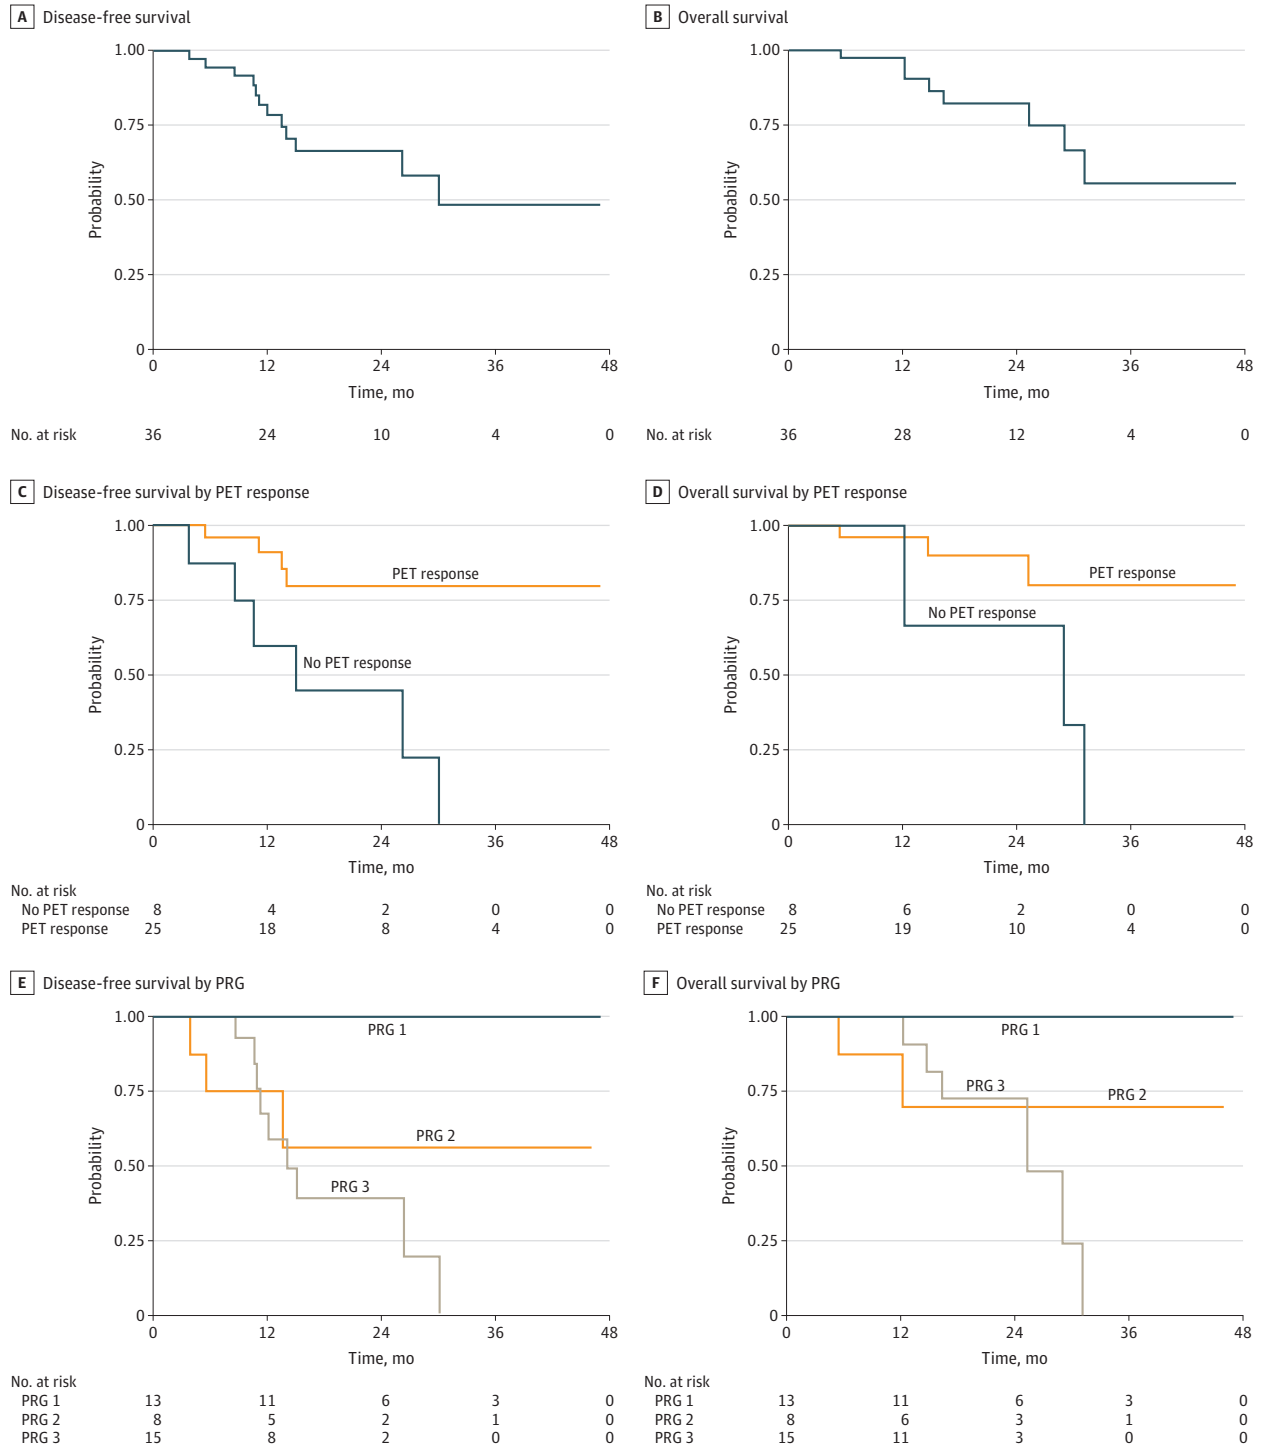 A Disease-free survival
1.00
0.75
0.50
0.25
0
Probability
0 12 24 36 48
Time, mo
No. at risk 36 24 10 4 0
B Overall survival
1.00
0.75
0.50
0.25
0
Probability
0 12 24 36 48
Time, mo
No. at risk 36 28 12 4 0
C Disease-free survival by PET response
1.00
0.75
0.50
0.25
0
Probability
PET response
No PET response
0 12 24 36 48
Time, mo
No. at risk
No PET response 8 4 2 0 0
PET response 25 18 8 4 0
D Overall survival by PET response
1.00
0.75
0.50
0.25
0
Probability
PET response
No PET response
0 12 24 36 48
Time, mo
No. at risk
No PET response 8 6 2 0 0
PET response 25 19 10 4 0
E Disease-free survival by PRG
1.00
0.75
0.50
0.25
0
Probability
PRG 1
PRG 2
PRG 3
0 12 24 36 48
Time, mo
No. at risk
PRG 1 13 11 6 3 0
PRG 2 8 5 2 1 0
PRG 3 15 8 2 0 0
F Overall survival by PRG
1.00
0.75
0.50
0.25
0
Probability
PRG 1
PRG 3
PRG 2
0 12 24 36 48
Time, mo
No. at risk
PRG 1 13 11 6 3 0
PRG 2 8 6 3 1 0
PRG 3 15 11 3 0 0